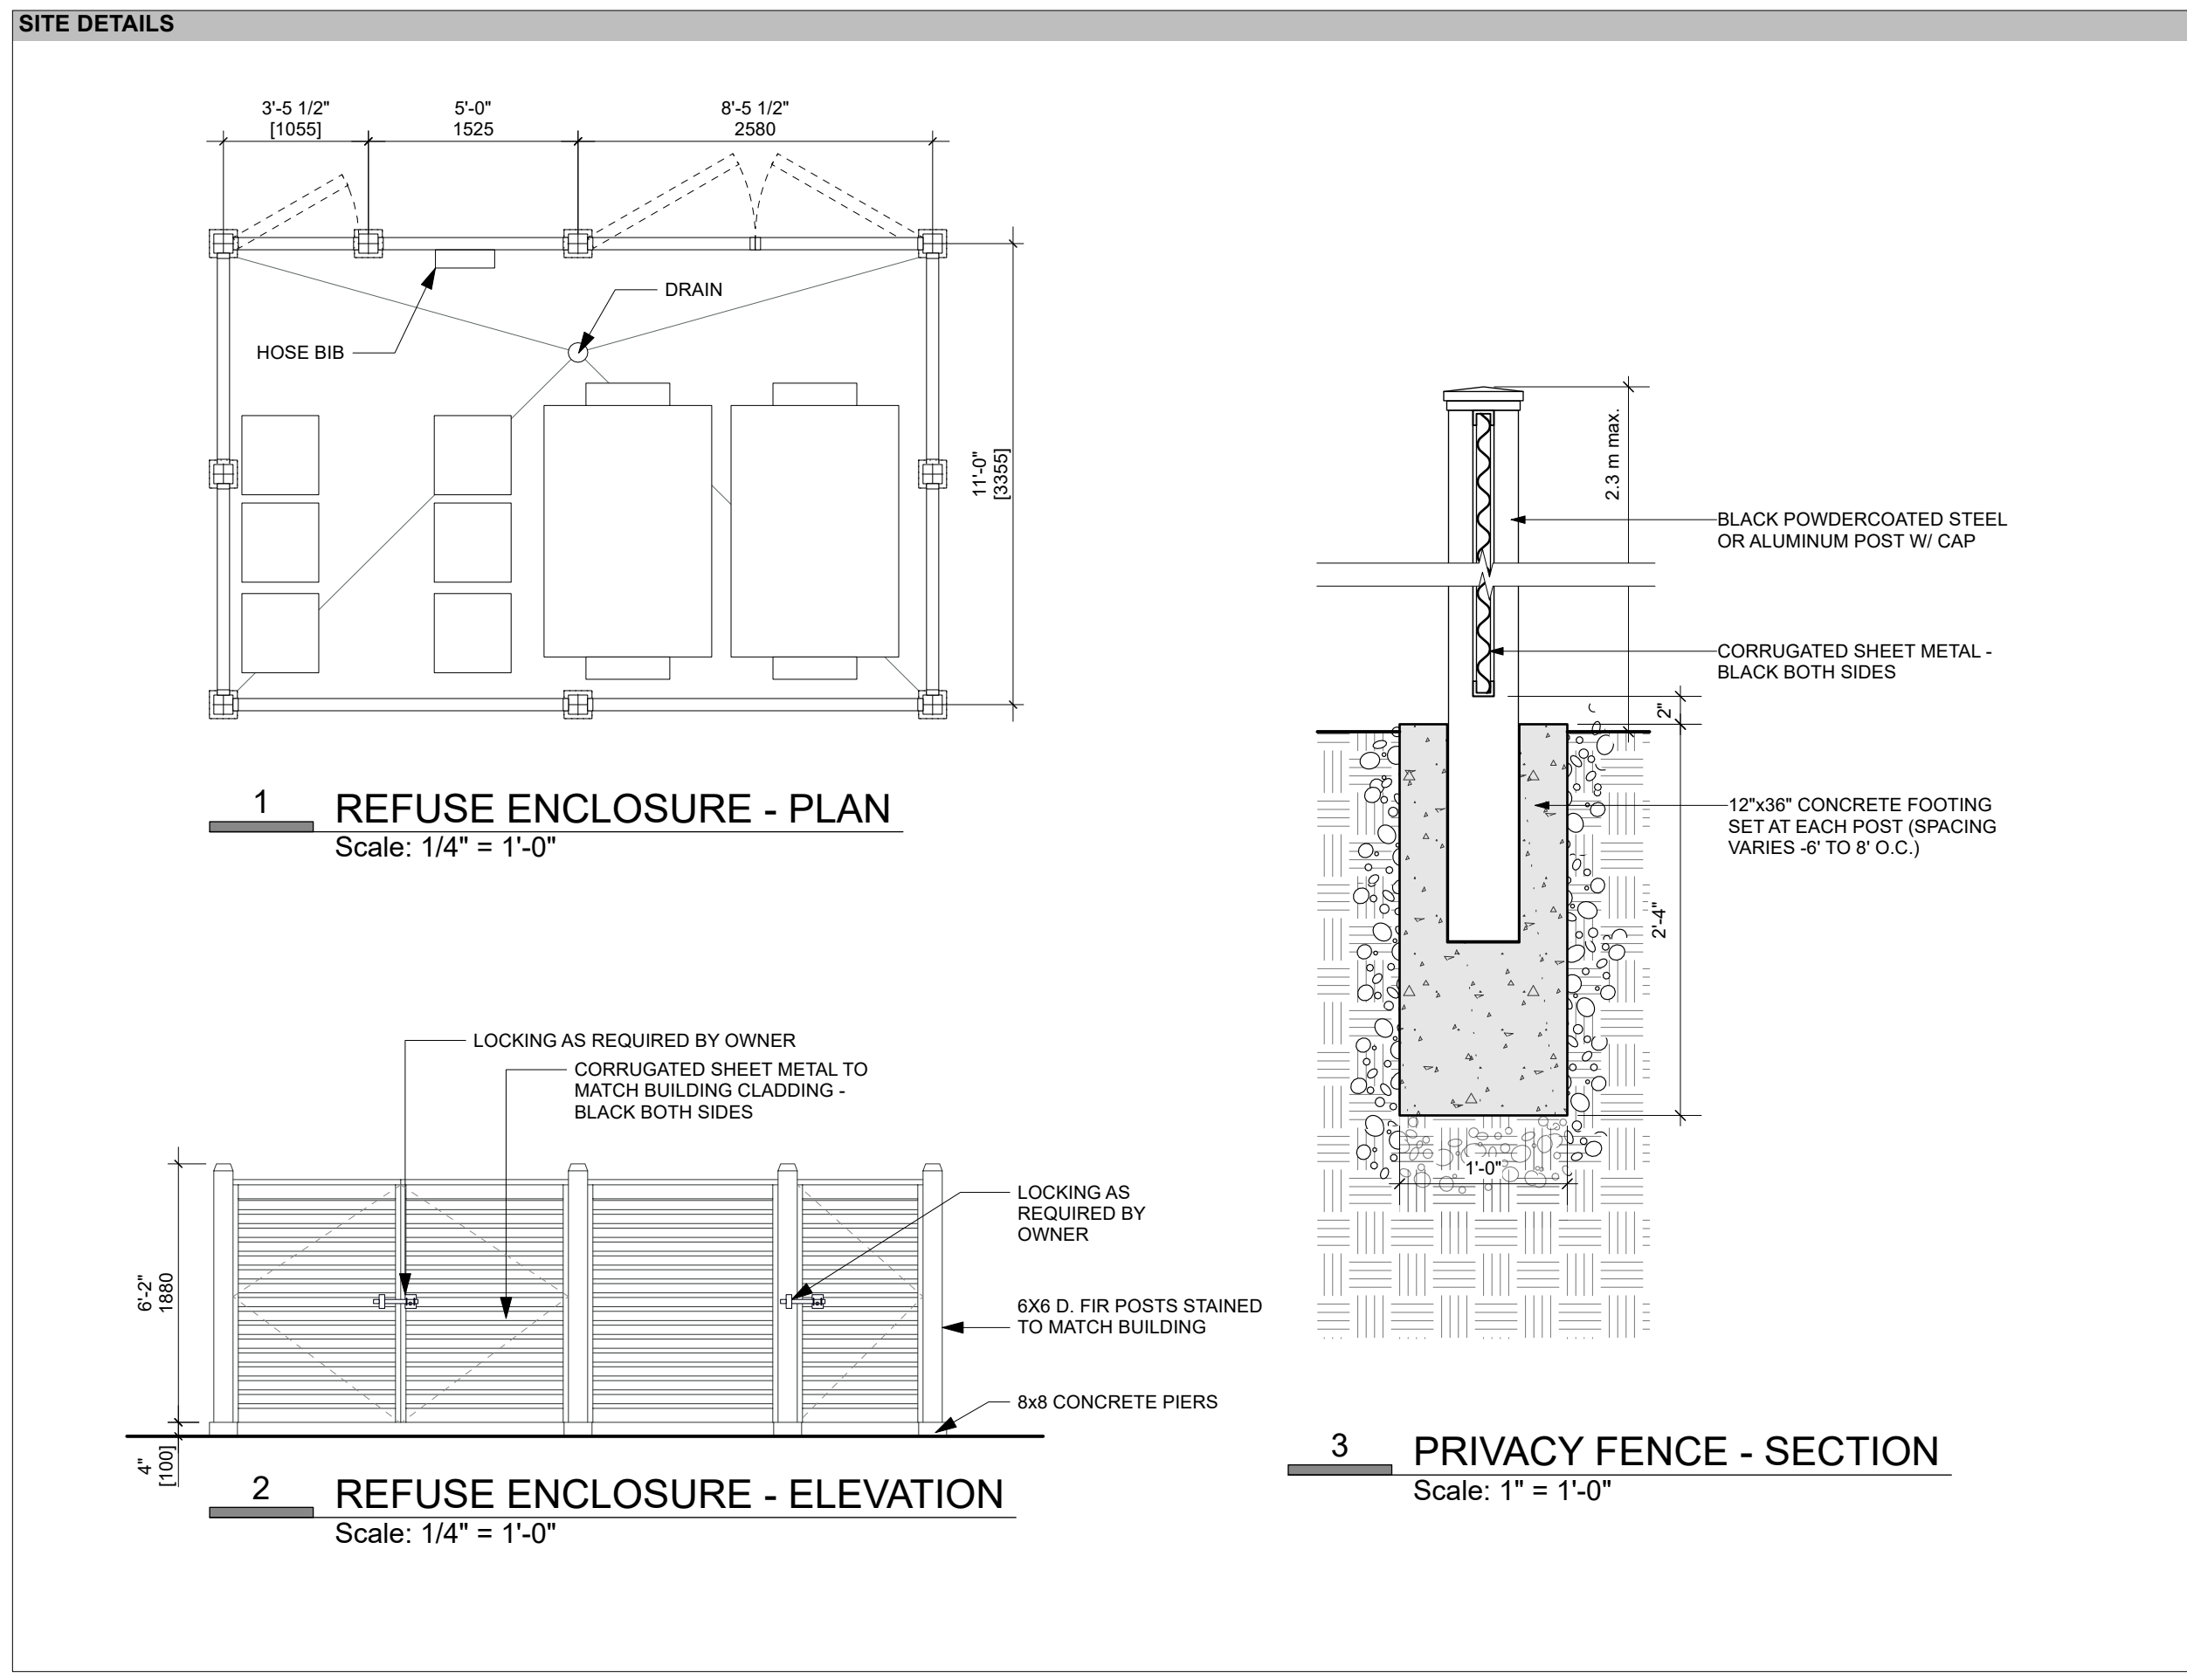 SITE DETAILS
3'-5 1/2"
[1055]
5'-0"
1525
8'-5 1/2"
2580
DRAIN
HOSE BIB
11'-0"
[3355]
1
REFUSE ENCLOSURE - PLAN
Scale: 1/4" = 1'-0"
LOCKING AS REQUIRED BY OWNER
CORRUGATED SHEET METAL TO
MATCH BUILDING CLADDING -
BLACK BOTH SIDES
6'-2"
1880
4"
[100]
LOCKING AS
REQUIRED BY
OWNER
6X6 D. FIR POSTS STAINED
TO MATCH BUILDING
8x8 CONCRETE PIERS
2
REFUSE ENCLOSURE - ELEVATION
Scale: 1/4" = 1'-0"
2.3 m max.
BLACK POWDERCOATED STEEL
OR ALUMINUM POST W/ CAP
CORRUGATED SHEET METAL -
BLACK BOTH SIDES
2"
12"x36" CONCRETE FOOTING
SET AT EACH POST (SPACING
VARIES -6' TO 8' O.C.)
2'-4"
1'-0"
3
PRIVACY FENCE - SECTION
Scale: 1" = 1'-0"